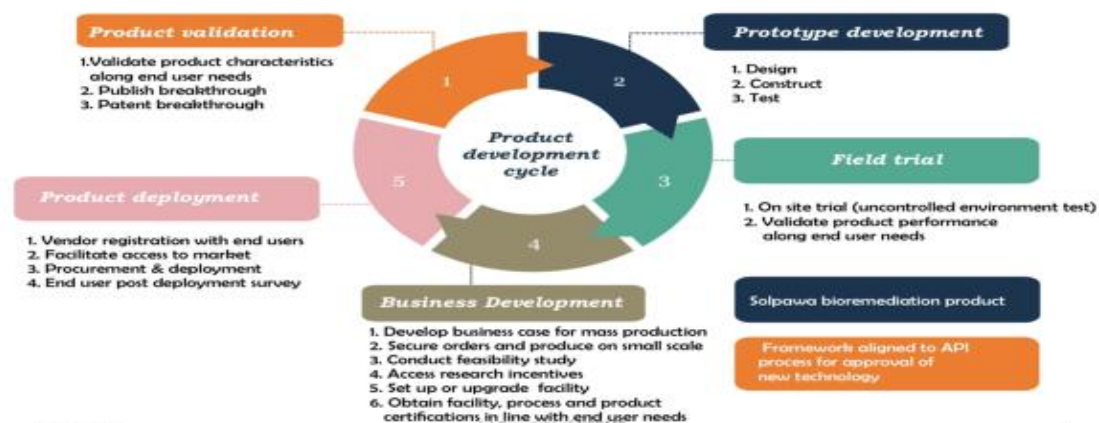 Product validation
1.Validate product characteristics
along end user needs
2. Publish breakthrough
3. Patent breakthrough
Prototype development
1. Design
2. Construct
3. Test
1
2
3
4
5
Product
development
cycle
Field trial
1. On site trial (uncontrolled environment test)
2. Validate product performance
along end user needs
Product deployment
1. Vendor registration with end users
2. Facilitate access to market
3. Procurement & deployment
4. End user post deployment survey
Business Development
1. Develop business case for mass production
2. Secure orders and produce on small scale
3. Conduct feasibility study
4. Access research incentives
5. Set up or upgrade facility
6. Obtain facility, process and product
certifications in line with end user needs
Solpawa bioremediation product
Framework aligned to API
process for approval of
new technology